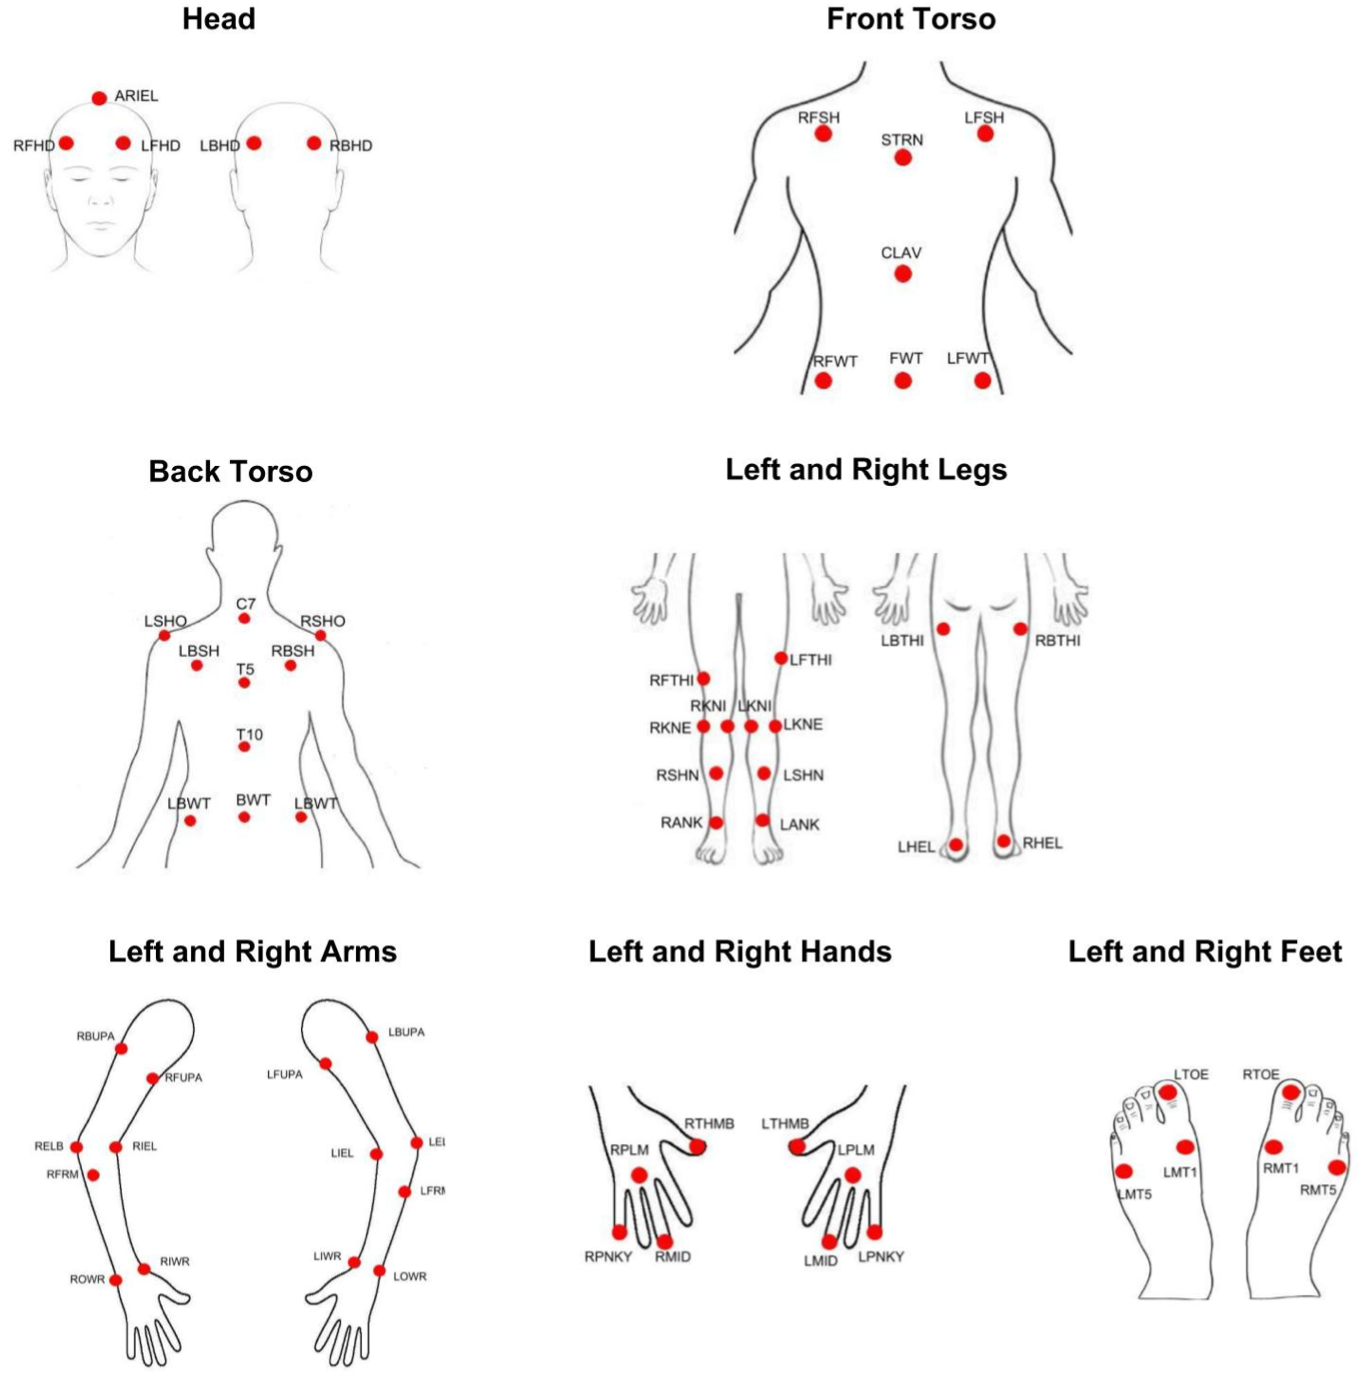 Head
Front Torso
ARIEL
RFHD
LFHD
LBHD
RBHD
RFSH
LFSH
STRN
CLAV
RFWT
FWT
LFWT
Back Torso
Left and Right Legs
C7
LSHO
RSHO
LBSH
RBSH
T5
T10
LBWT
BWT
LBWT
LBTHI
RBTHI
LFTHI
RFTHI
RKNI
LKNI
RKNE
LKNE
RSHN
LSHN
RANK
LANK
LHEL
RHEL
Left and Right Arms
Left and Right Hands
Left and Right Feet
RBUPA
LBUPA
RFUPA
LFUPA
RELB
RIEL
LIEL
LEL
RFRM
LFRM
RIWR
LIWR
ROWR
LOWR
RTHMB
LTHMB
RPLM
LPLM
RPNKY
RMID
LMID
LPNKY
LTOE
RTOE
LMT1
RMT1
LMT5
RMT5